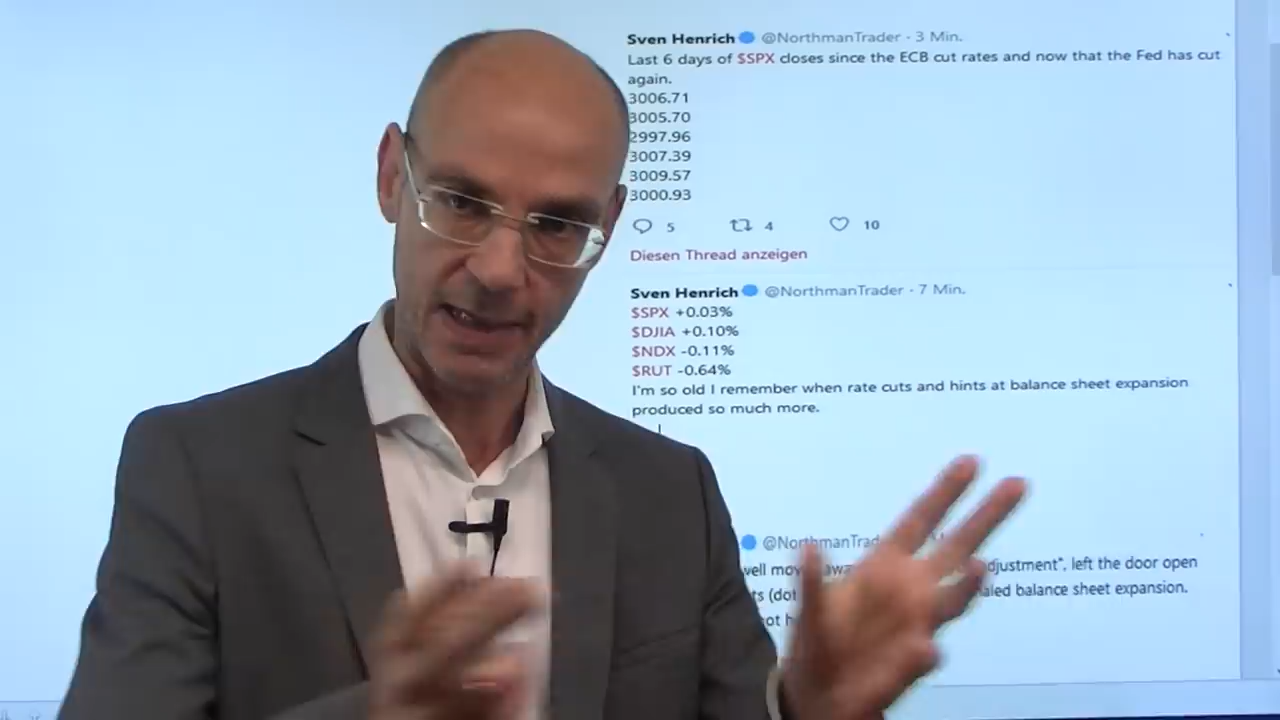 Sven Henrich @NorthmanTrader · 3 Min.
Last 6 days of $SPX closes since the ECB cut rates and now that the Fed has cut
again.
3006.71
3005.70
2997.96
3007.39
3009.57
3000.93
5 4 10
Diesen Thread anzeigen
Sven Henrich @NorthmanTrader · 7 Min.
$SPX +0.03%
$DJIA +0.10%
$NDX -0.11%
$RUT -0.64%
I'm so old I remember when rate cuts and hints at balance sheet expansion
produced so much more.
@NorthmanTrad
well left the door open
balance sheet expansion.